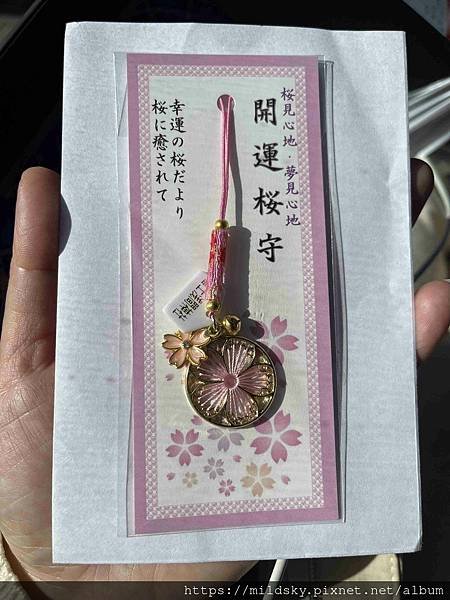 桜見心地・夢見心地
開運桜守
幸運の桜だより
桜に癒されて
https://mildsky.pixnet.net/album